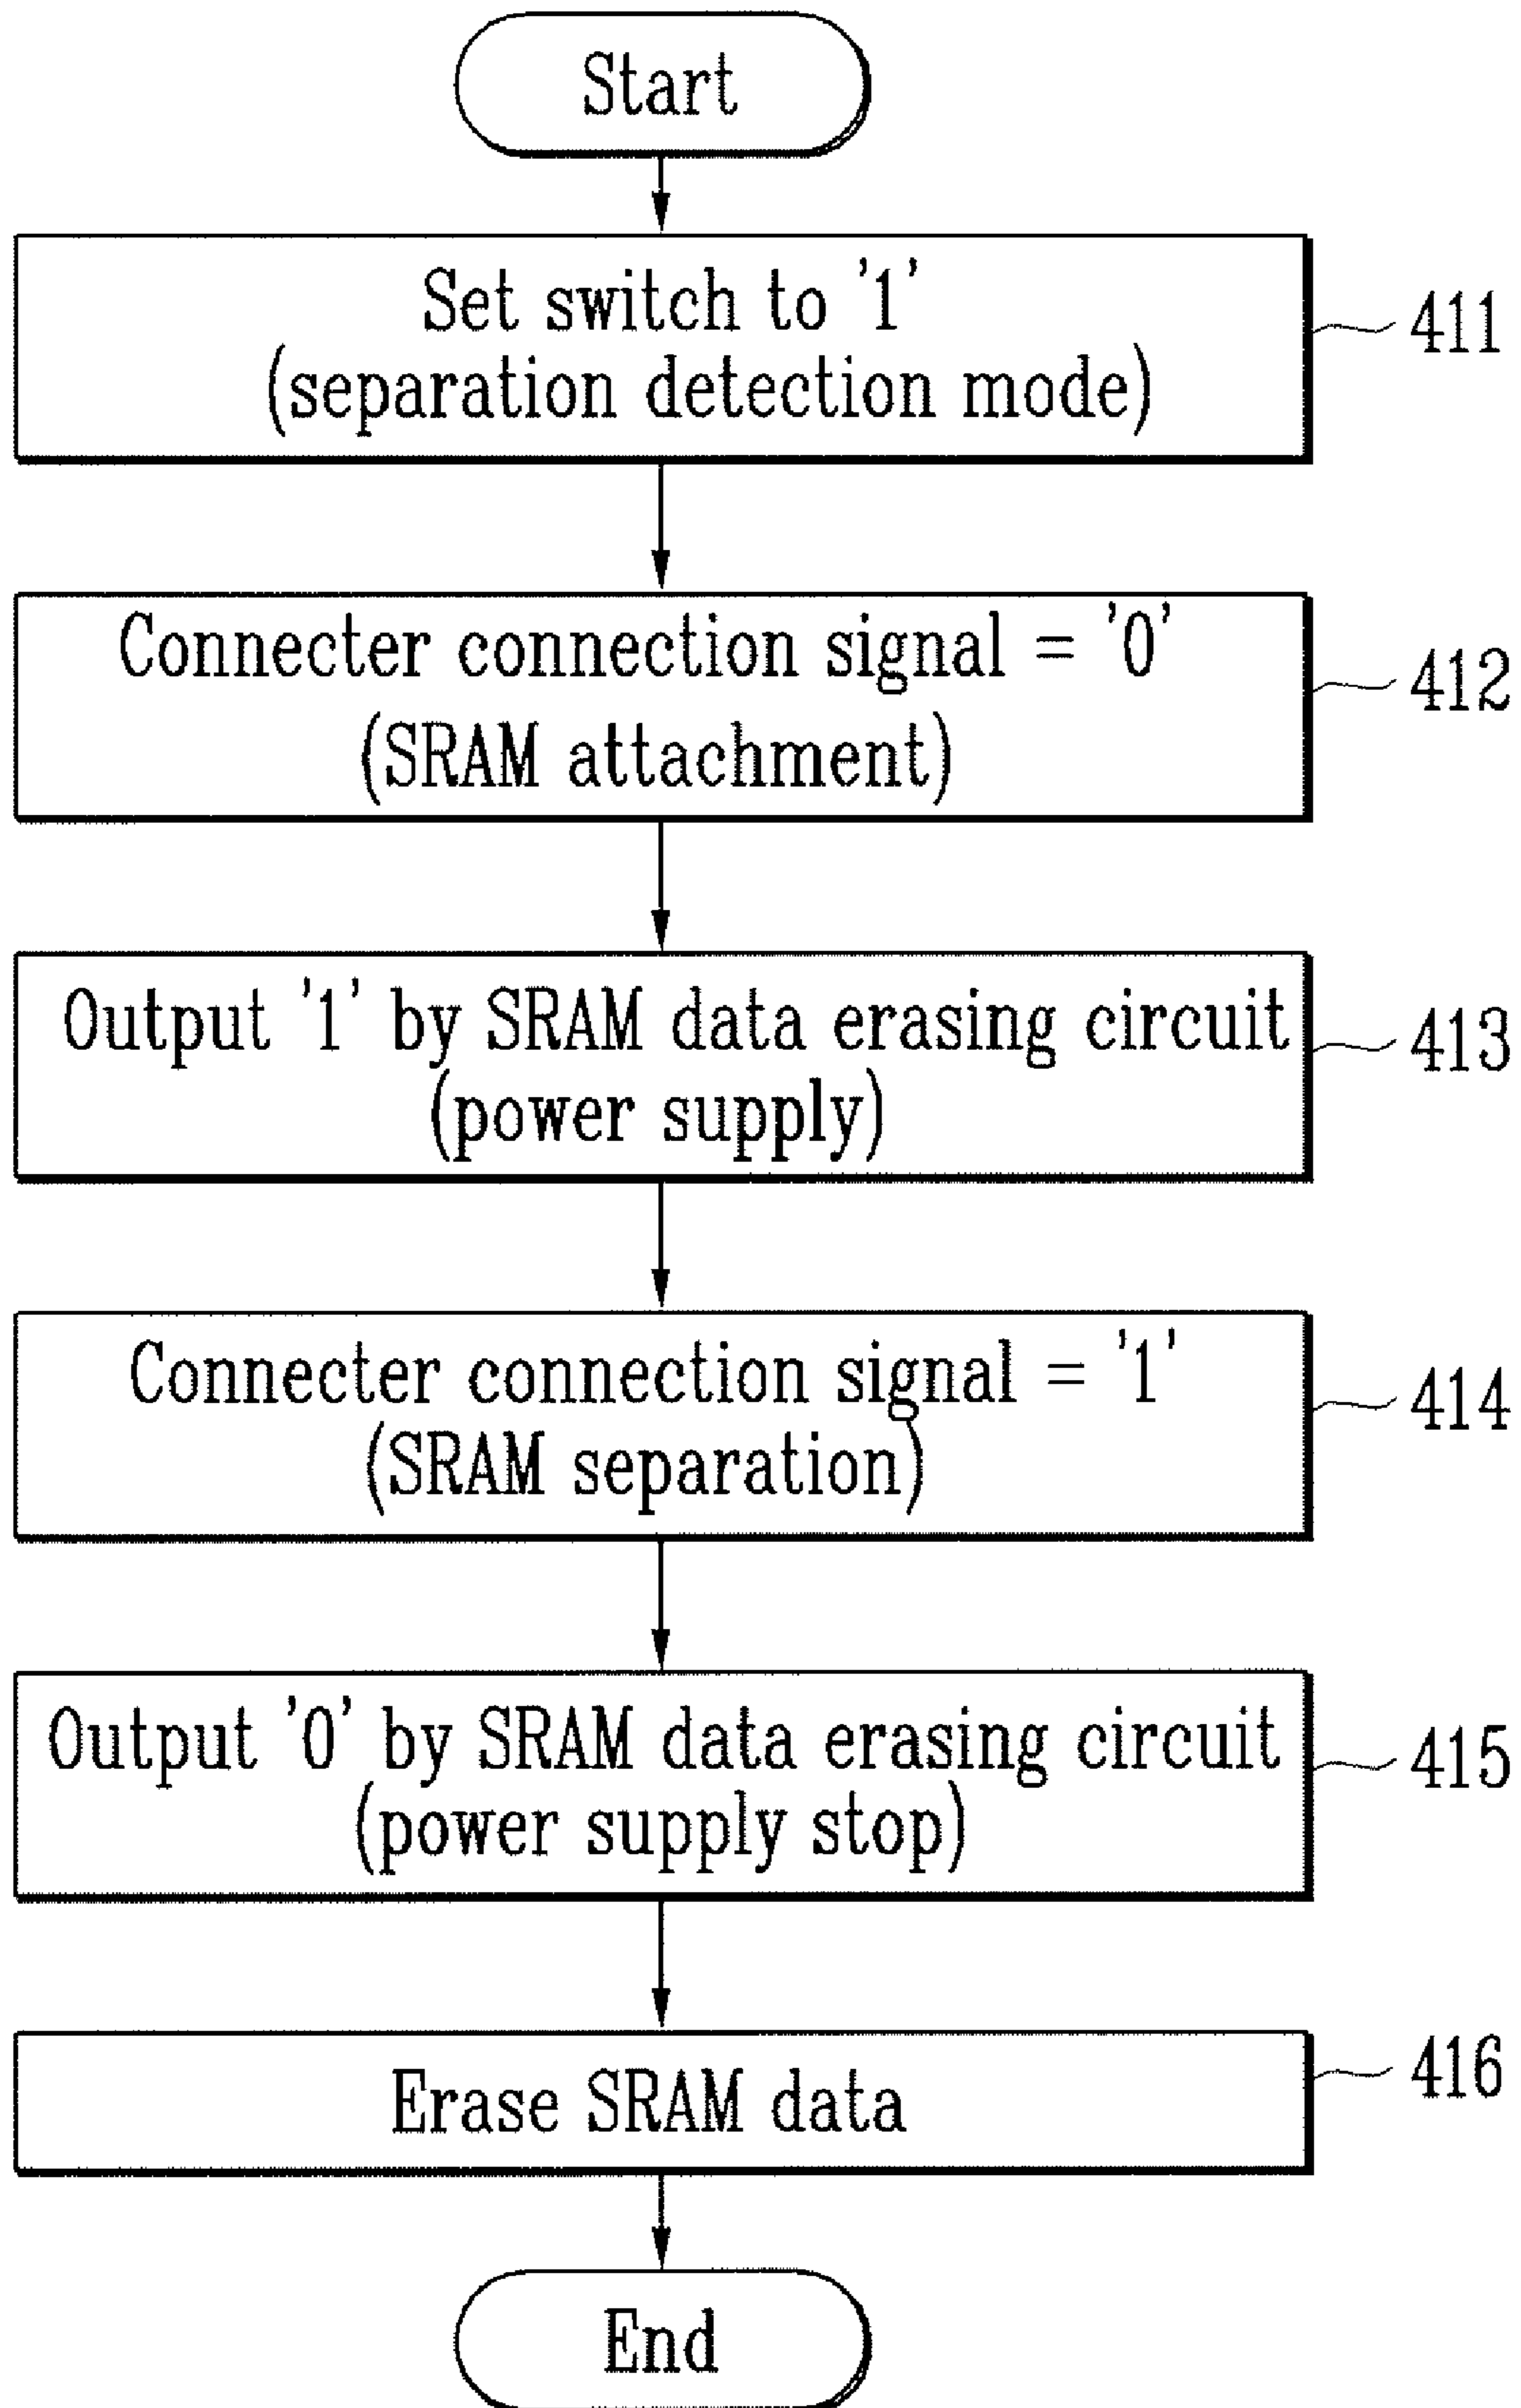 Start
Set switch to '1'
(separation detection mode)
411
Connecter connection signal = '0'
(SRAM attachment)
412
Output '1' by SRAM data erasing circuit
(power supply)
413
Connecter connection signal = '1'
(SRAM separation)
414
Output '0' by SRAM data erasing circuit
(power supply stop)
415
Erase SRAM data
416
End